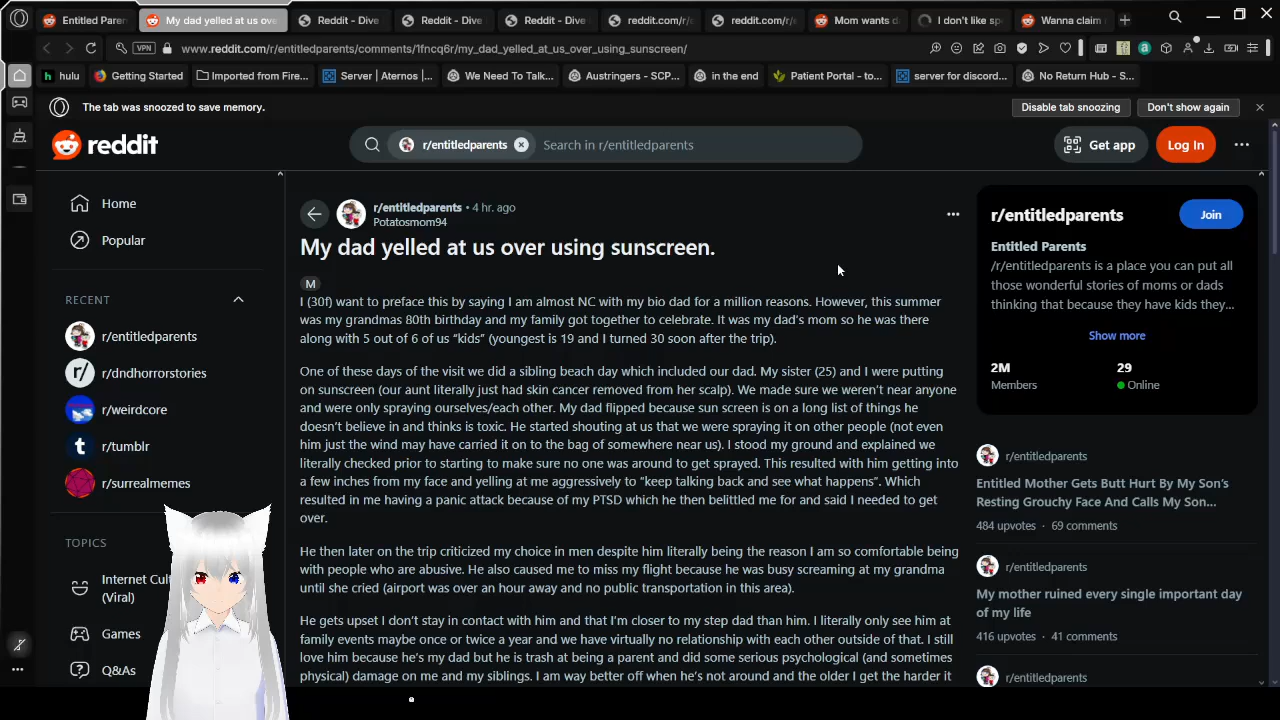 Entitled Paren
My dad yelled at us ove
Reddit - Dive
Reddit - Dive
Reddit - Dive
reddit.com/r/c
reddit.com/r/e
Mom wants d
I don't like sp
Wanna claim
VPN
www.reddit.com/r/entitledparents/comments/1fncq6r/my_dad_yelled_at_us_over_using_sunscreen/
hulu
Getting Started
Imported from Fire...
Server | Aternos |...
We Need To Talk...
Austringers - SCP...
in the end
Patient Portal - to...
server for discord...
No Return Hub - S...
The tab was snoozed to save memory.
Disable tab snoozing
Don't show again
reddit
r/entitledparents
Search in r/entitledparents
Get app
Log In
Home
Popular
RECENT
r/entitledparents
r/dndhorrorstories
r/weirdcore
r/tumblr
r/surrealmemes
TOPICS
Internet Cul
(Viral)
Games
Q&As
r/entitledparents • 4 hr. ago
Potatosmom94
My dad yelled at us over using sunscreen.
M
I (30f) want to preface this by saying I am almost NC with my bio dad for a million reasons. However, this summer
was my grandmas 80th birthday and my family got together to celebrate. It was my dad's mom so he was there
along with 5 out of 6 of us “kids” (youngest is 19 and I turned 30 soon after the trip).
One of these days of the visit we did a sibling beach day which included our dad. My sister (25) and I were putting
on sunscreen (our aunt literally just had skin cancer removed from her scalp). We made sure we weren't near anyone
and were only spraying ourselves/each other. My dad flipped because sun screen is on a long list of things he
doesn't believe in and thinks is toxic. He started shouting at us that we were spraying it on other people (not even
him just the wind may have carried it on to the bag of somewhere near us). I stood my ground and explained we
literally checked prior to starting to make sure no one was around to get sprayed. This resulted with him getting into
a few inches from my face and yelling at me aggressively to “keep talking back and see what happens”. Which
resulted in me having a panic attack because of my PTSD which he then belittled me for and said I needed to get
over.
He then later on the trip criticized my choice in men despite him literally being the reason I am so comfortable being
with people who are abusive. He also caused me to miss my flight because he was busy screaming at my grandma
until she cried (airport was over an hour away and no public transportation in this area).
He gets upset I don't stay in contact with him and that I'm closer to my step dad than him. I literally only see him at
family events maybe once or twice a year and we have virtually no relationship with each other outside of that. I still
love him because he's my dad but he is trash at being a parent and did some serious psychological (and sometimes
physical) damage on me and my siblings. I am way better off when he's not around and the older I get the harder it
r/entitledparents
Join
Entitled Parents
/r/entitledparents is a place you can put all
those wonderful stories of moms or dads
thinking that because they have kids they...
Show more
2M
29
Members
Online
r/entitledparents
Entitled Mother Gets Butt Hurt By My Son's
Resting Grouchy Face And Calls My Son...
484 upvotes · 69 comments
r/entitledparents
My mother ruined every single important day
of my life
416 upvotes · 41 comments
r/entitledparents